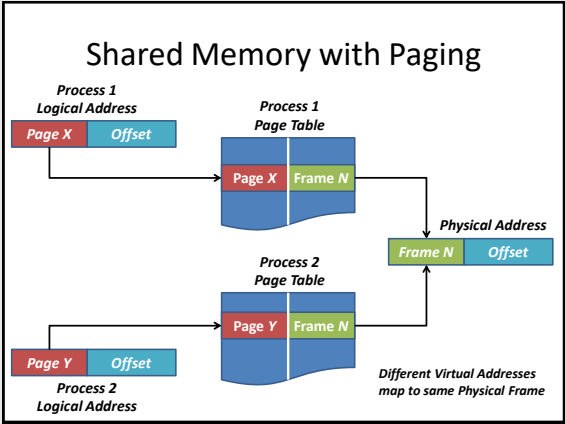 Shared Memory with Paging
Process 1
Logical Address
Page X
Offset
Process 1
Page Table
Page X
Frame N
Physical Address
Frame N
Offset
Process 2
Page Table
Page Y
Frame N
Page Y
Offset
Process 2
Logical Address
Different Virtual Addresses
map to same Physical Frame